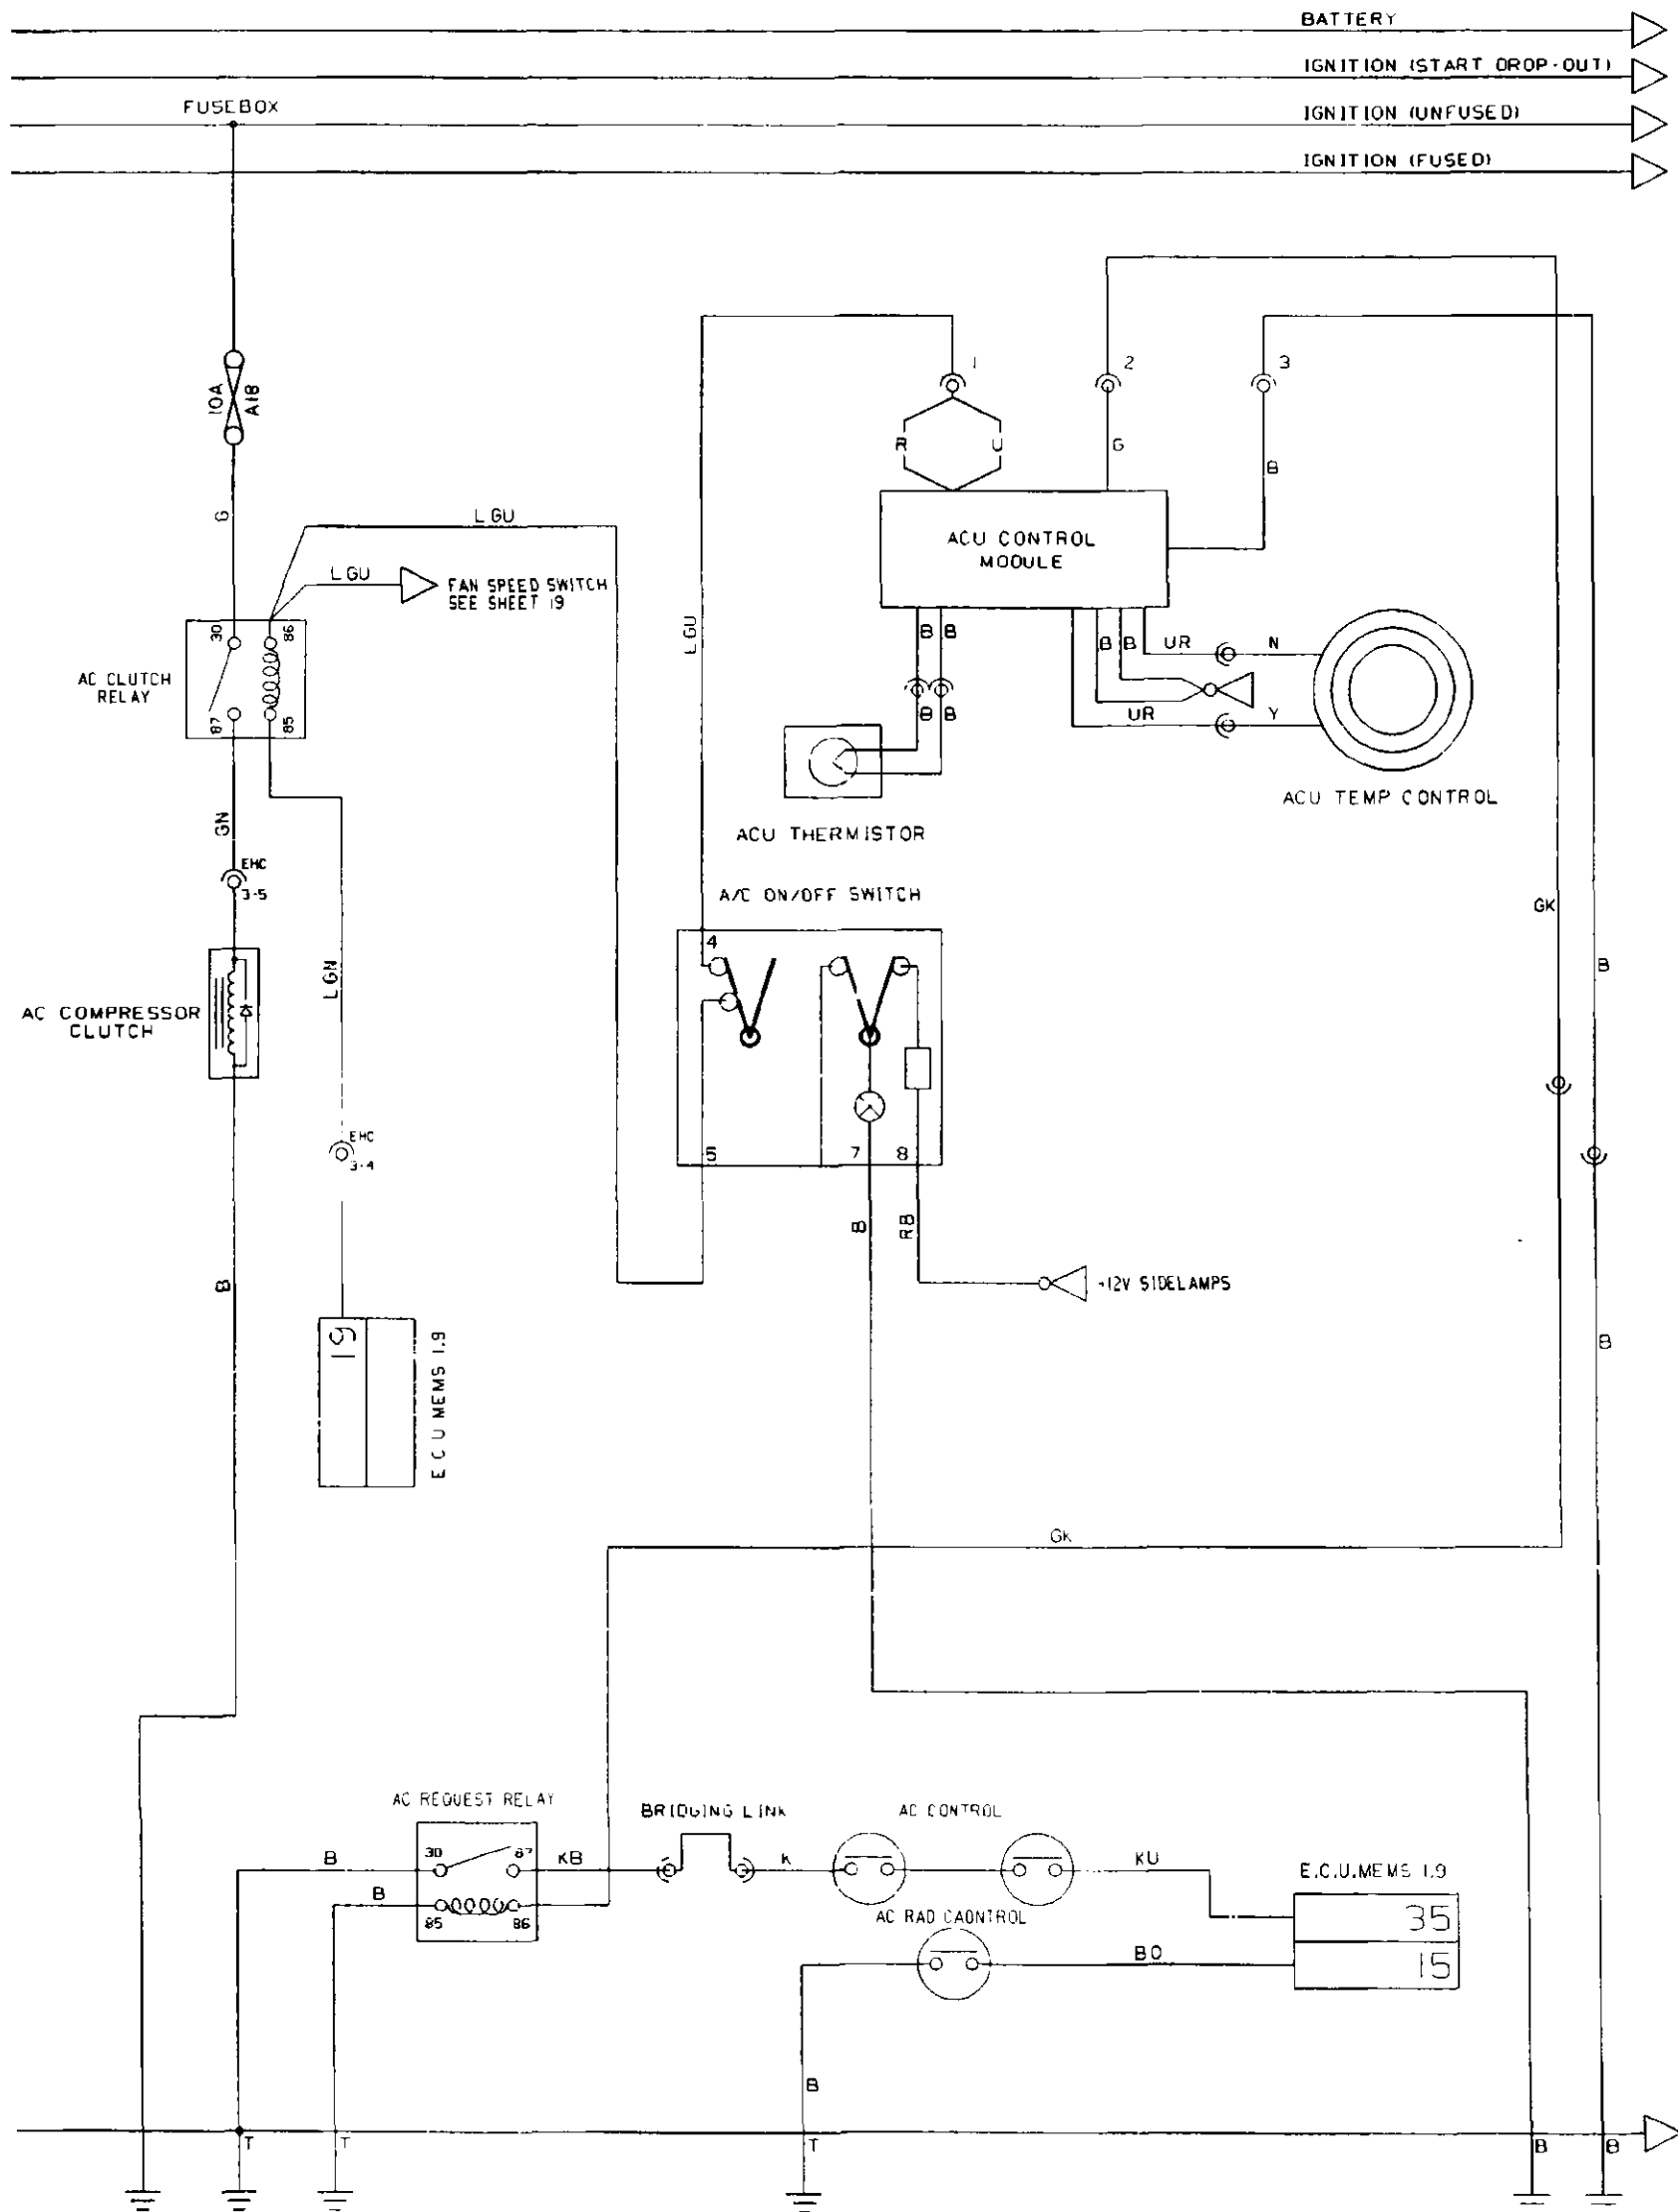 BATTERY
IGNITION (START DROP-OUT)
FUSEBOX
IGNITION (UNFUSED)
IGNITION (FUSED)
1
2
3
10A
A18
R
U
G
B
G
LGU
ACU CONTROL
MODULE
LGU
FAN SPEED SWITCH
SEE SHEET 19
30
86
LGU
B
B
B
B
UR
N
AC CLUTCH
RELAY
87
85
B
B
UR
Y
ACU TEMP CONTROL
GN
ACU THERMISTOR
EHC
3-5
A/C ON/OFF SWITCH
GK
4
B
LGN
AC COMPRESSOR
CLUTCH
EHC
3-4
5
7
8
B
RB
B
+12V SIDELAMPS
19
E C U MEMS 1.9
B
GK
AC REQUEST RELAY
BRIDGING LINK
AC CONTROL
B
30
87
KB
K
KU
E.C.U.MEMS 1.9
B
85
86
AC RAD CAONTROL
35
BO
15
B
T
T
T
B
B